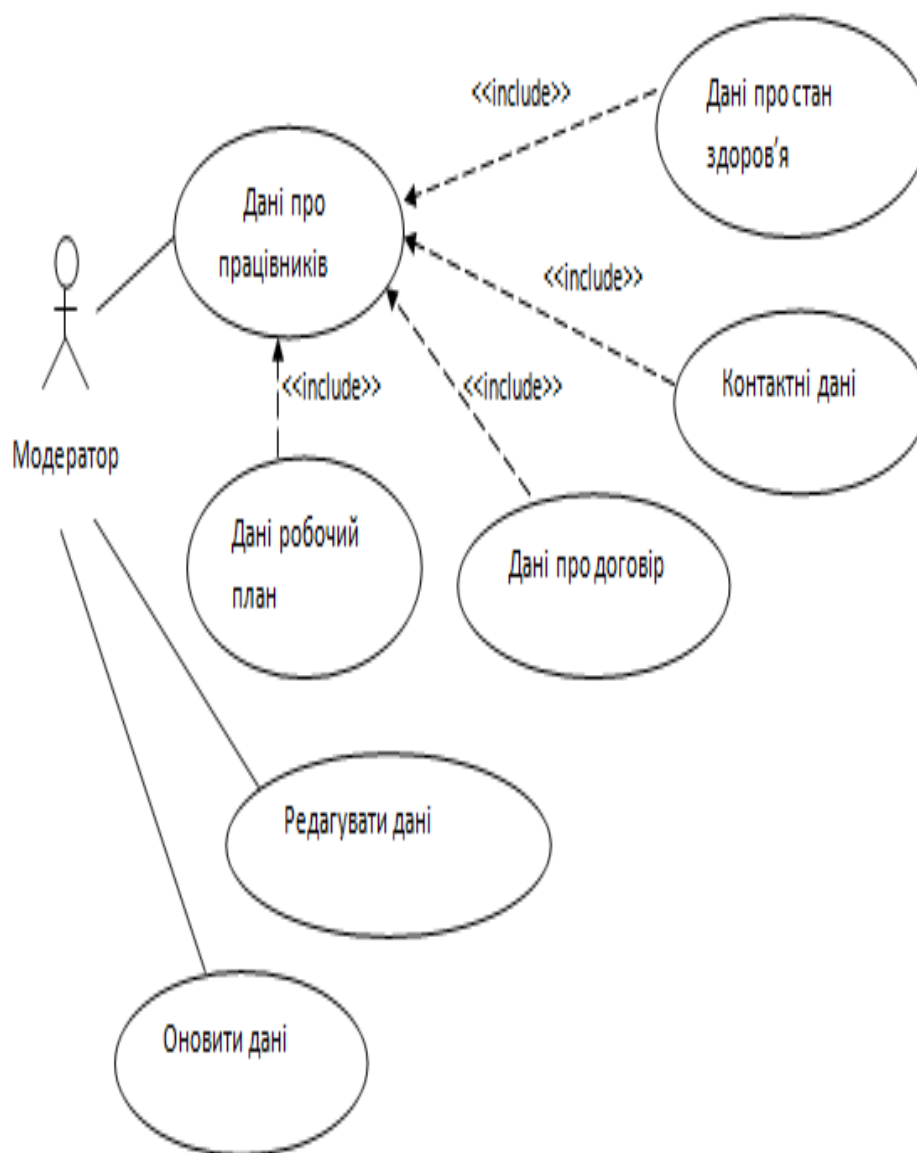 <<include>>
Дані про стан
здоров'я
Дані про
працівників
<<include>>
Контактні дані
<<include>>
<<include>>
Модератор
Дані робочий
план
Дані про договір
Редагувати дані
Оновити дані